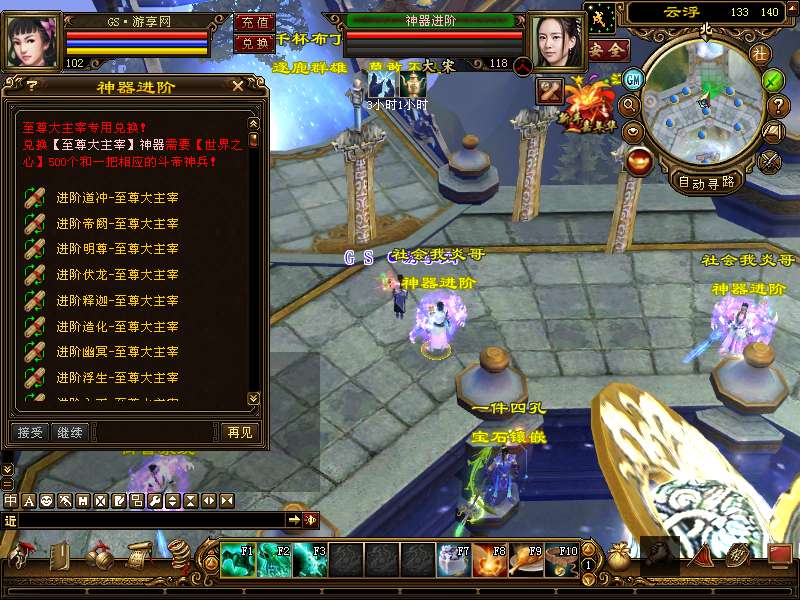 GS·游享网
102
充值
兑换
神器进阶
118
安全
戌
云浮 133 140
北
社
GM
自动寻路
千杯布丁
逐鹿群雄
莫敢不
大宋
3小时1小时
? 神器进阶
至尊大主宰专用兑换！
兑换【至尊大主宰】神器需要【世界之
心】500个和一把相应的斗帝神兵！
进阶道冲-至尊大主宰
进阶帝阙-至尊大主宰
进阶明尊-至尊大主宰
进阶伏龙-至尊大主宰
进阶释迦-至尊大主宰
进阶造化-至尊大主宰
进阶幽冥-至尊大主宰
进阶浮生-至尊大主宰
接受 继续 再见
GS
社会我炎哥
神器进阶
社会我炎哥
神器进阶
一件四孔
宝石镶嵌
中 A
近
F1 F2 F3 F7 F8 F9 F10
1